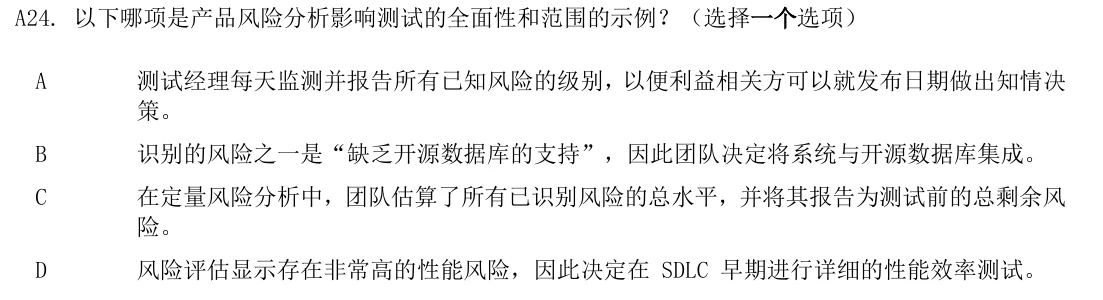 A24. 以下哪项是产品风险分析影响测试的全面性和范围的示例？（选择一个选项）
A 测试经理每天监测并报告所有已知风险的级别，以便利益相关方可以就发布日期做出知情决
策。
B 识别的风险之一是“缺乏开源数据库的支持”，因此团队决定将系统与开源数据库集成。
C 在定量风险分析中，团队估算了所有已识别风险的总水平，并将其报告为测试前的总剩余风
险。
D 风险评估显示存在非常高的性能风险，因此决定在 SDLC 早期进行详细的性能效率测试。